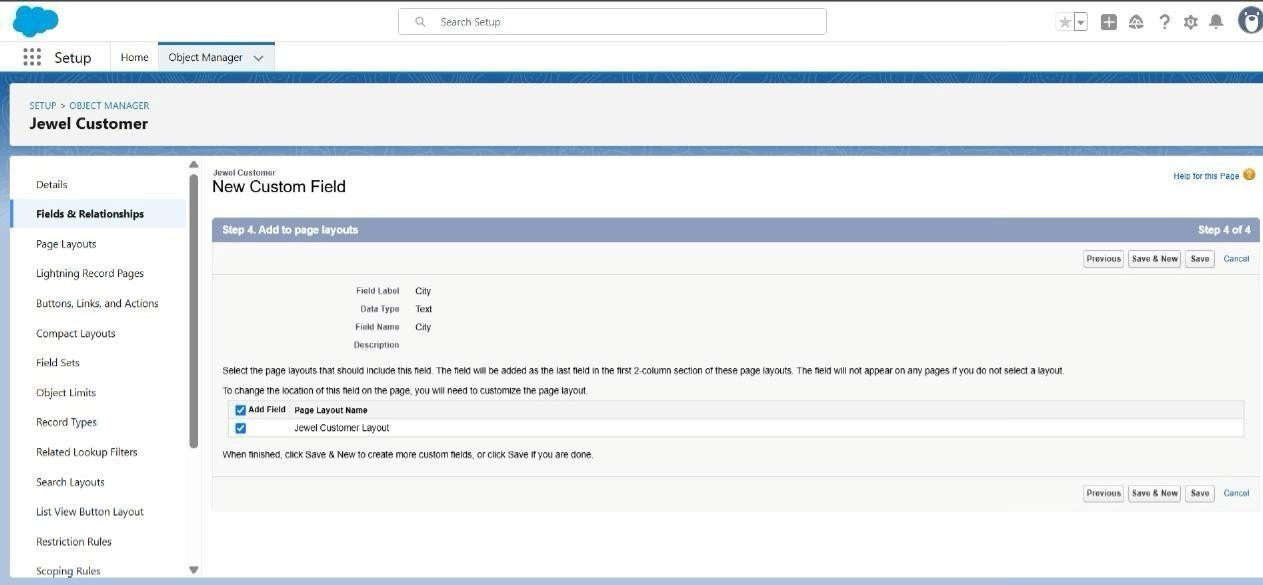 Search Setup
Setup
Home
Object Manager
SETUP > OBJECT MANAGER
Jewel Customer
Details
Fields & Relationships
Page Layouts
Lightning Record Pages
Buttons, Links, and Actions
Compact Layouts
Field Sets
Object Limits
Record Types
Related Lookup Filters
Search Layouts
List View Button Layout
Restriction Rules
Scoping Rules
Jewel Customer
New Custom Field
Help for this Page ?
Step 4. Add to page layouts Step 4 of 4
Previous Save & New Save Cancel
Field Label City
Data Type Text
Field Name City
Description
Select the page layouts that should include this field. The field will be added as the last field in the first 2-column section of these page layouts. The field will not appear on any pages if you do not select a layout.
To change the location of this field on the page, you will need to customize the page layout.
Add Field Page Layout Name
Jewel Customer Layout
When finished, click Save & New to create more custom fields, or click Save if you are done.
Previous Save & New Save Cancel